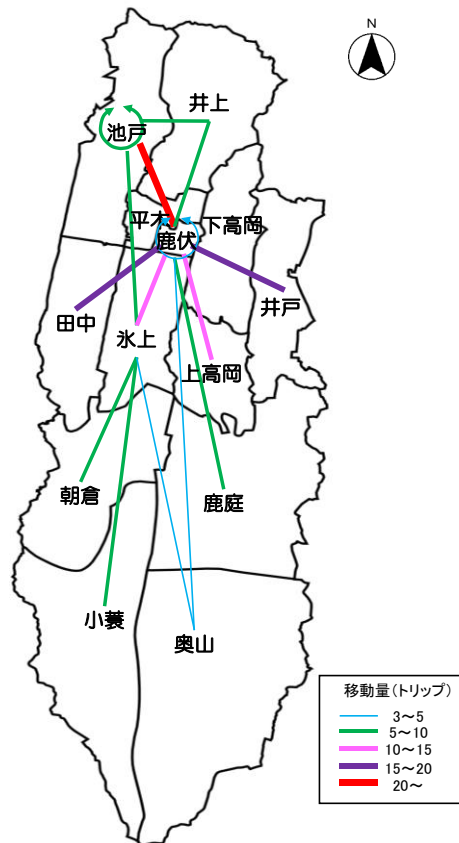 N
井上
池戸
平木
下高岡
鹿伏
井戸
田中
氷上
上高岡
朝倉
鹿庭
小蓑
奥山
移動量(トリップ)
3～5
5～10
10～15
15～20
20～